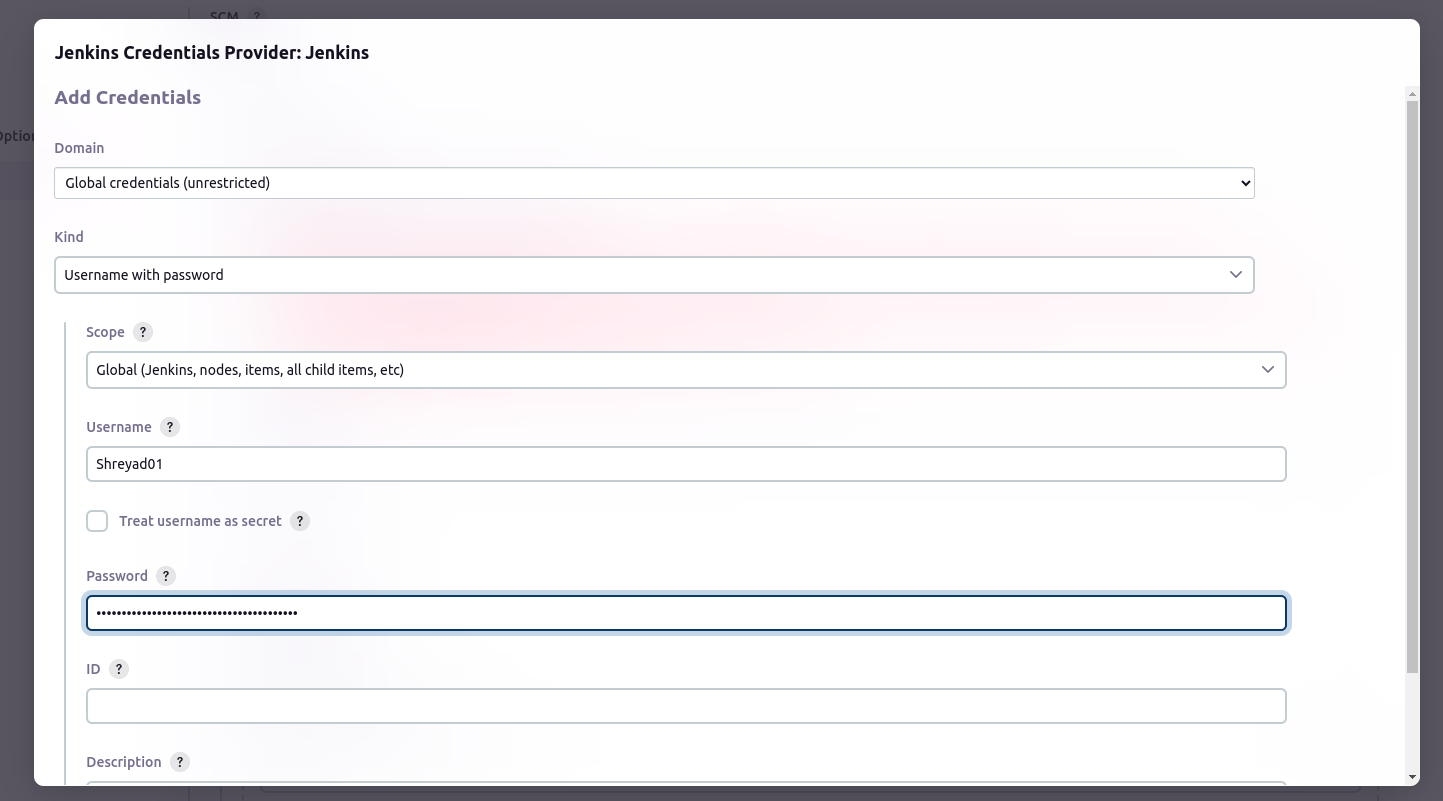 SCM ?
Jenkins Credentials Provider: Jenkins
Add Credentials
Domain
Global credentials (unrestricted)
Kind
Username with password
Scope ?
Global (Jenkins, nodes, items, all child items, etc)
Username ?
Shreyad01
Treat username as secret ?
Password ?
••••••••••••••••••••••••••••••••••••••••
ID ?
Description ?